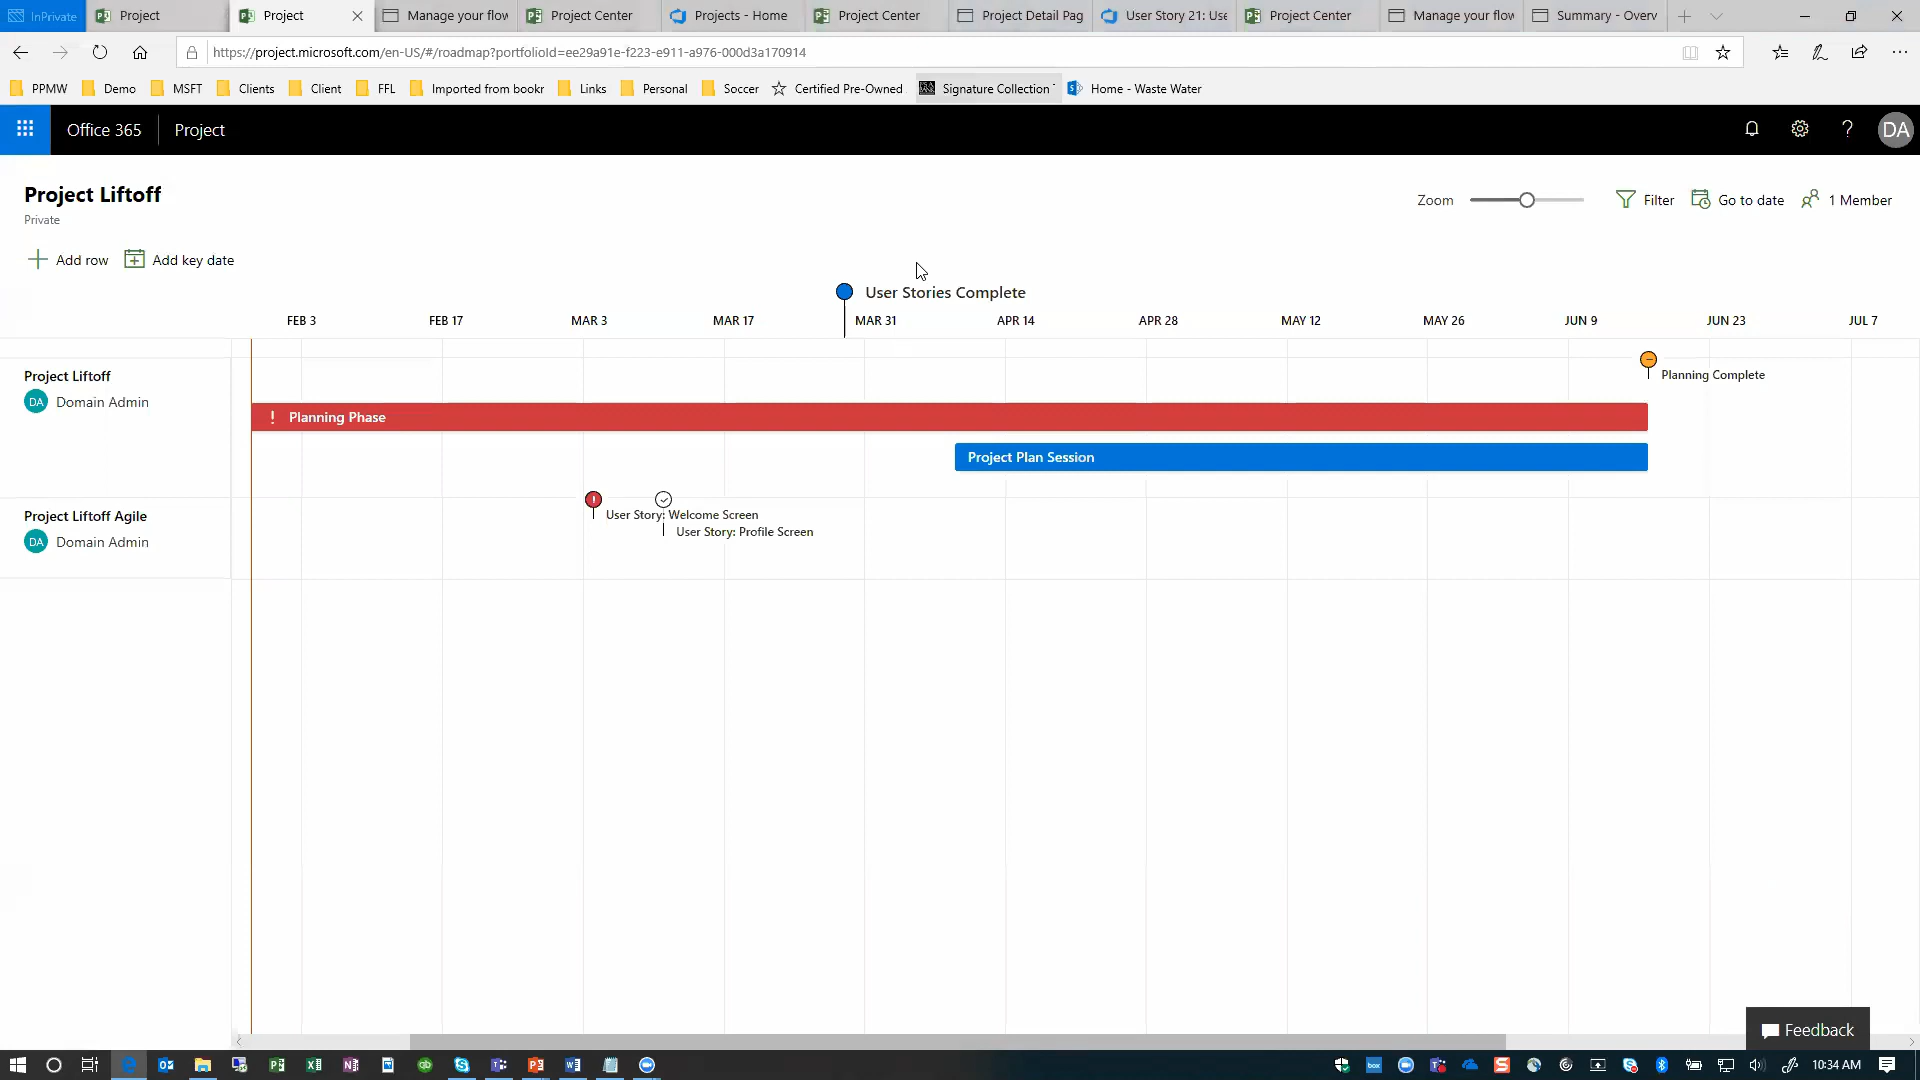 InPrivate Project Project Manage your flow Project Center Projects - Home Project Center Project Detail Pag User Story 21: Use Project Center Manage your flow Summary - Overv
https://project.microsoft.com/en-US/#/roadmap?portfolioId=ee29a91e-f223-e911-a976-000d3a170914
PPMW Demo MSFT Clients Client FFL Imported from bookr Links Personal Soccer Certified Pre-Owned Signature Collection Home - Waste Water
Office 365 Project ? DA
Project Liftoff
Private
Zoom Filter Go to date 1 Member
Add row Add key date
User Stories Complete
FEB 3 FEB 17 MAR 3 MAR 17 MAR 31 APR 14 APR 28 MAY 12 MAY 26 JUN 9 JUN 23 JUL 7
Project Liftoff
Planning Complete
DA Domain Admin
! Planning Phase
Project Plan Session
Project Liftoff Agile
User Story: Welcome Screen
User Story: Profile Screen
DA Domain Admin
Feedback
10:34 AM